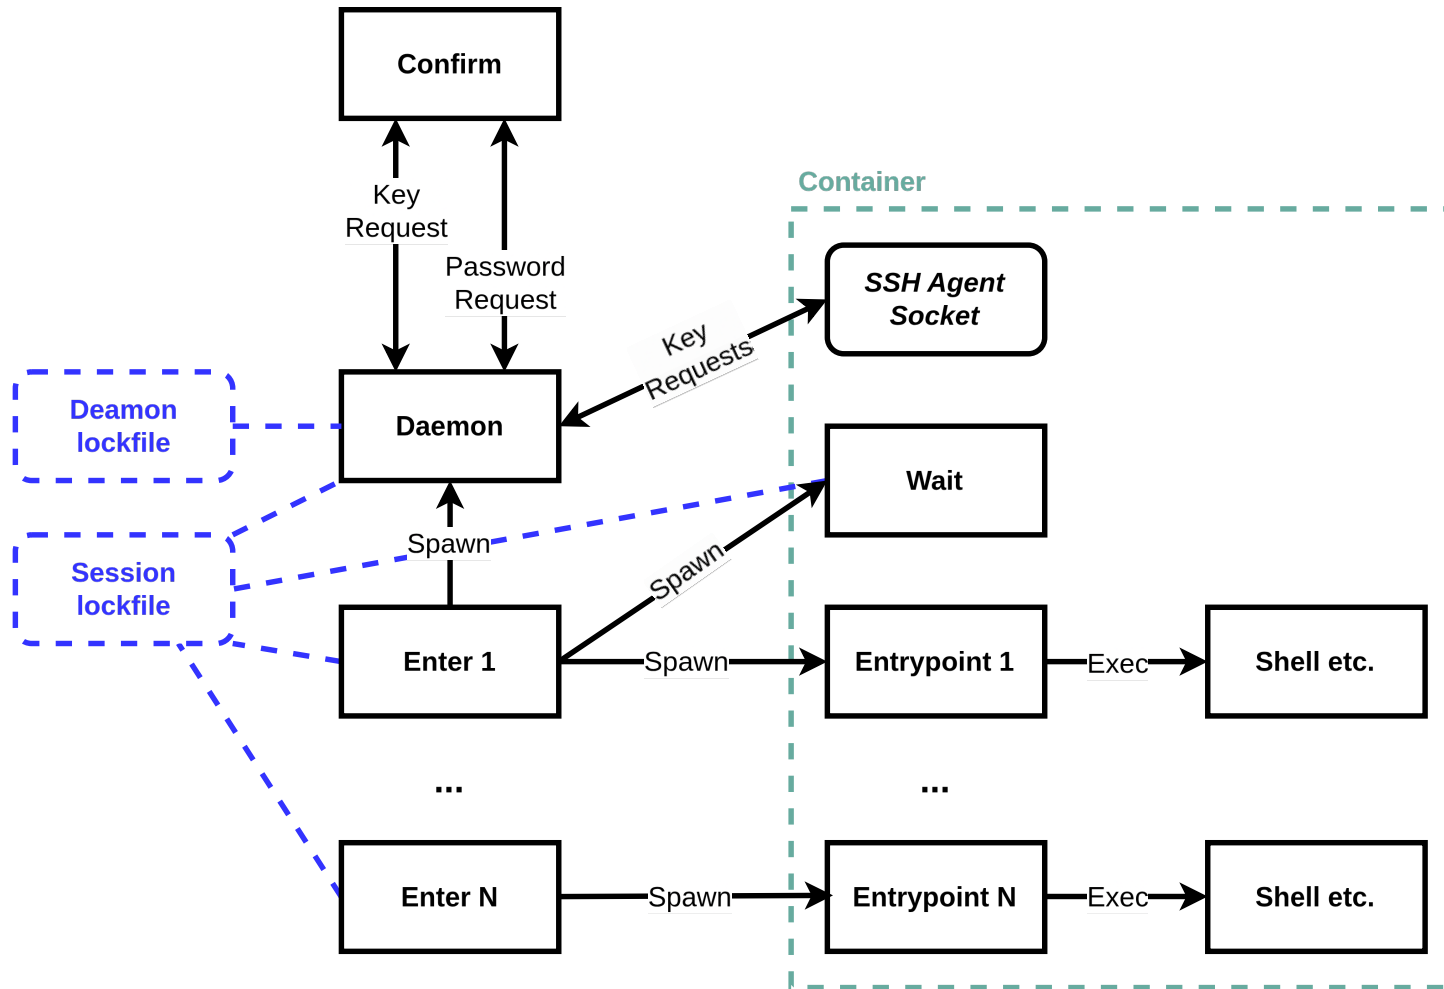 Confirm
Key
Request
Password
Request
Container
SSH Agent
Socket
Key
Requests
Deamon
lockfile
Daemon
Wait
Spawn
Session
lockfile
Spawn
Enter 1
Spawn
Entrypoint 1
Exec
Shell etc.
...
...
Enter N
Spawn
Entrypoint N
Exec
Shell etc.